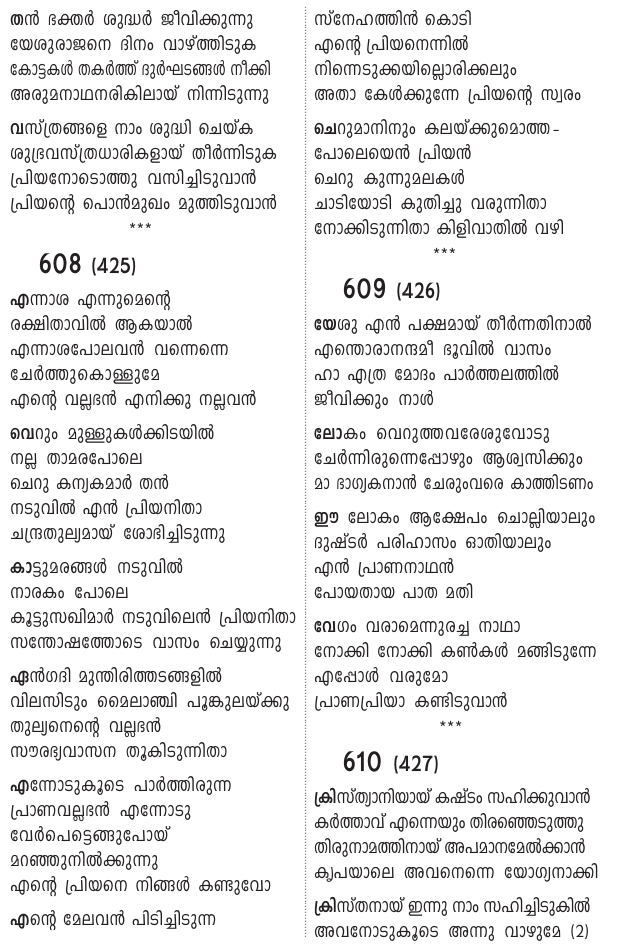 തൻ ഭക്തർ ശുദ്ധർ ജീവിക്കുന്നു
യേശുരാജനെ ദിനം വാഴ്ത്തിടുക
കോട്ടകൾ തകർത്ത് ദുർഘടങ്ങൾ നീക്കി
അരുമനാഥനരികിലായ് നിന്നിടുന്നു
വസ്ത്രങ്ങളെ നാം ശുദ്ധി ചെയ്ക
ശുഭ്രവസ്ത്രധാരികളായ് തീർന്നിടുക
പ്രിയനോടൊത്തു വസിച്ചിടുവാൻ
പ്രിയന്റെ പൊൻമുഖം മുത്തിടുവാൻ
***
608 (425)
എന്നാശ എന്നുമെന്റെ
രക്ഷിതാവിൽ ആകയാൽ
എന്നാശപോലവൻ വന്നെന്നെ
ചേർത്തുകൊള്ളുമേ
എന്റെ വല്ലഭൻ എനിക്കു നല്ലവൻ
വെറും മുള്ളുകൾക്കിടയിൽ
നല്ല താമരപോലെ
ചെറു കന്യകമാർ തൻ
നടുവിൽ എൻ പ്രിയനിതാ
ചന്ദ്രതുല്യമായ് ശോഭിച്ചിടുന്നു
കാട്ടുമരങ്ങൾ നടുവിൽ
നാരകം പോലെ
കൂട്ടുസഖിമാർ നടുവിലെൻ പ്രിയനിതാ
സന്തോഷത്തോടെ വാസം ചെയ്യുന്നു
ഏൻഗദി മുന്തിരിത്തടങ്ങളിൽ
വിലസിടും മൈലാഞ്ചി പൂങ്കുലയ്ക്കു
തുല്യനെന്റെ വല്ലഭൻ
സൗരഭ്യവാസന തൂകിടുന്നിതാ
എന്നോടുകൂടെ പാർത്തിരുന്ന
പ്രാണവല്ലഭൻ എന്നോടു
വേർപെട്ടെങ്ങുപോയ്
മറഞ്ഞുനിൽക്കുന്നു
എന്റെ പ്രിയനെ നിങ്ങൾ കണ്ടുവോ
എന്റെ മേലവൻ പിടിച്ചിടുന്ന
സ്നേഹത്തിൻ കൊടി
എന്റെ പ്രിയനെന്നിൽ
നിന്നെടുക്കയില്ലൊരിക്കലും
അതാ കേൾക്കുന്നേ പ്രിയന്റെ സ്വരം
ചെറുമാനിനും കലയ്ക്കുമൊത്ത-
പോലെയെൻ പ്രിയൻ
ചെറു കുന്നുമലകൾ
ചാടിയോടി കുതിച്ചു വരുന്നിതാ
നോക്കിടുന്നിതാ കിളിവാതിൽ വഴി
***
609 (426)
യേശു എൻ പക്ഷമായ് തീർന്നതിനാൽ
എന്തൊരാനന്ദമീ ഭൂവിൽ വാസം
ഹാ എത്ര മോദം പാർത്തലത്തിൽ
ജീവിക്കും നാൾ
ലോകം വെറുത്തവരേശുവോടു
ചേർന്നിരുന്നെപ്പോഴും ആശ്വസിക്കും
മാ ഭാഗ്യകനാൻ ചേരുംവരെ കാത്തിടണം
ഈ ലോകം ആക്ഷേപം ചൊല്ലിയാലും
ദുഷ്ടർ പരിഹാസം ഓതിയാലും
എൻ പ്രാണനാഥൻ
പോയതായ പാത മതി
വേഗം വരാമെന്നുരച്ച നാഥാ
നോക്കി നോക്കി കൺകൾ മങ്ങിടുന്നേ
എപ്പോൾ വരുമോ
പ്രാണപ്രിയാ കണ്ടിടുവാൻ
***
610 (427)
ക്രിസ്ത്യാനിയായ് കഷ്ടം സഹിക്കുവാൻ
കർത്താവ് എന്നെയും തിരഞ്ഞെടുത്തു
തിരുനാമത്തിനായ് അപമാനമേൽക്കാൻ
കൃപയാലെ അവനെന്നെ യോഗ്യനാക്കി
ക്രിസ്തനായ് ഇന്നു നാം സഹിച്ചിടുകിൽ
അവനോടുകൂടെ അന്നു വാഴുമേ (2)